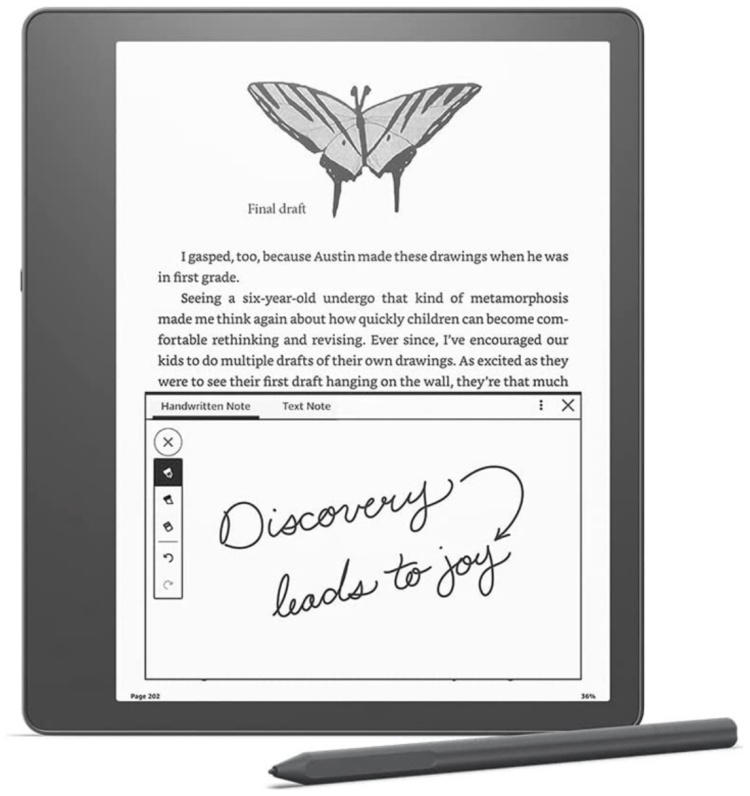 Final draft
I gasped, too, because Austin made these drawings when he was
in first grade.
Seeing a six-year-old undergo that kind of metamorphosis
made me think again about how quickly children can become com-
fortable rethinking and revising. Ever since, I've encouraged our
kids to do multiple drafts of their own drawings. As excited as they
were to see their first draft hanging on the wall, they're that much
Handwritten Note Text Note
Discovery
leads to joy
Page 202 36%